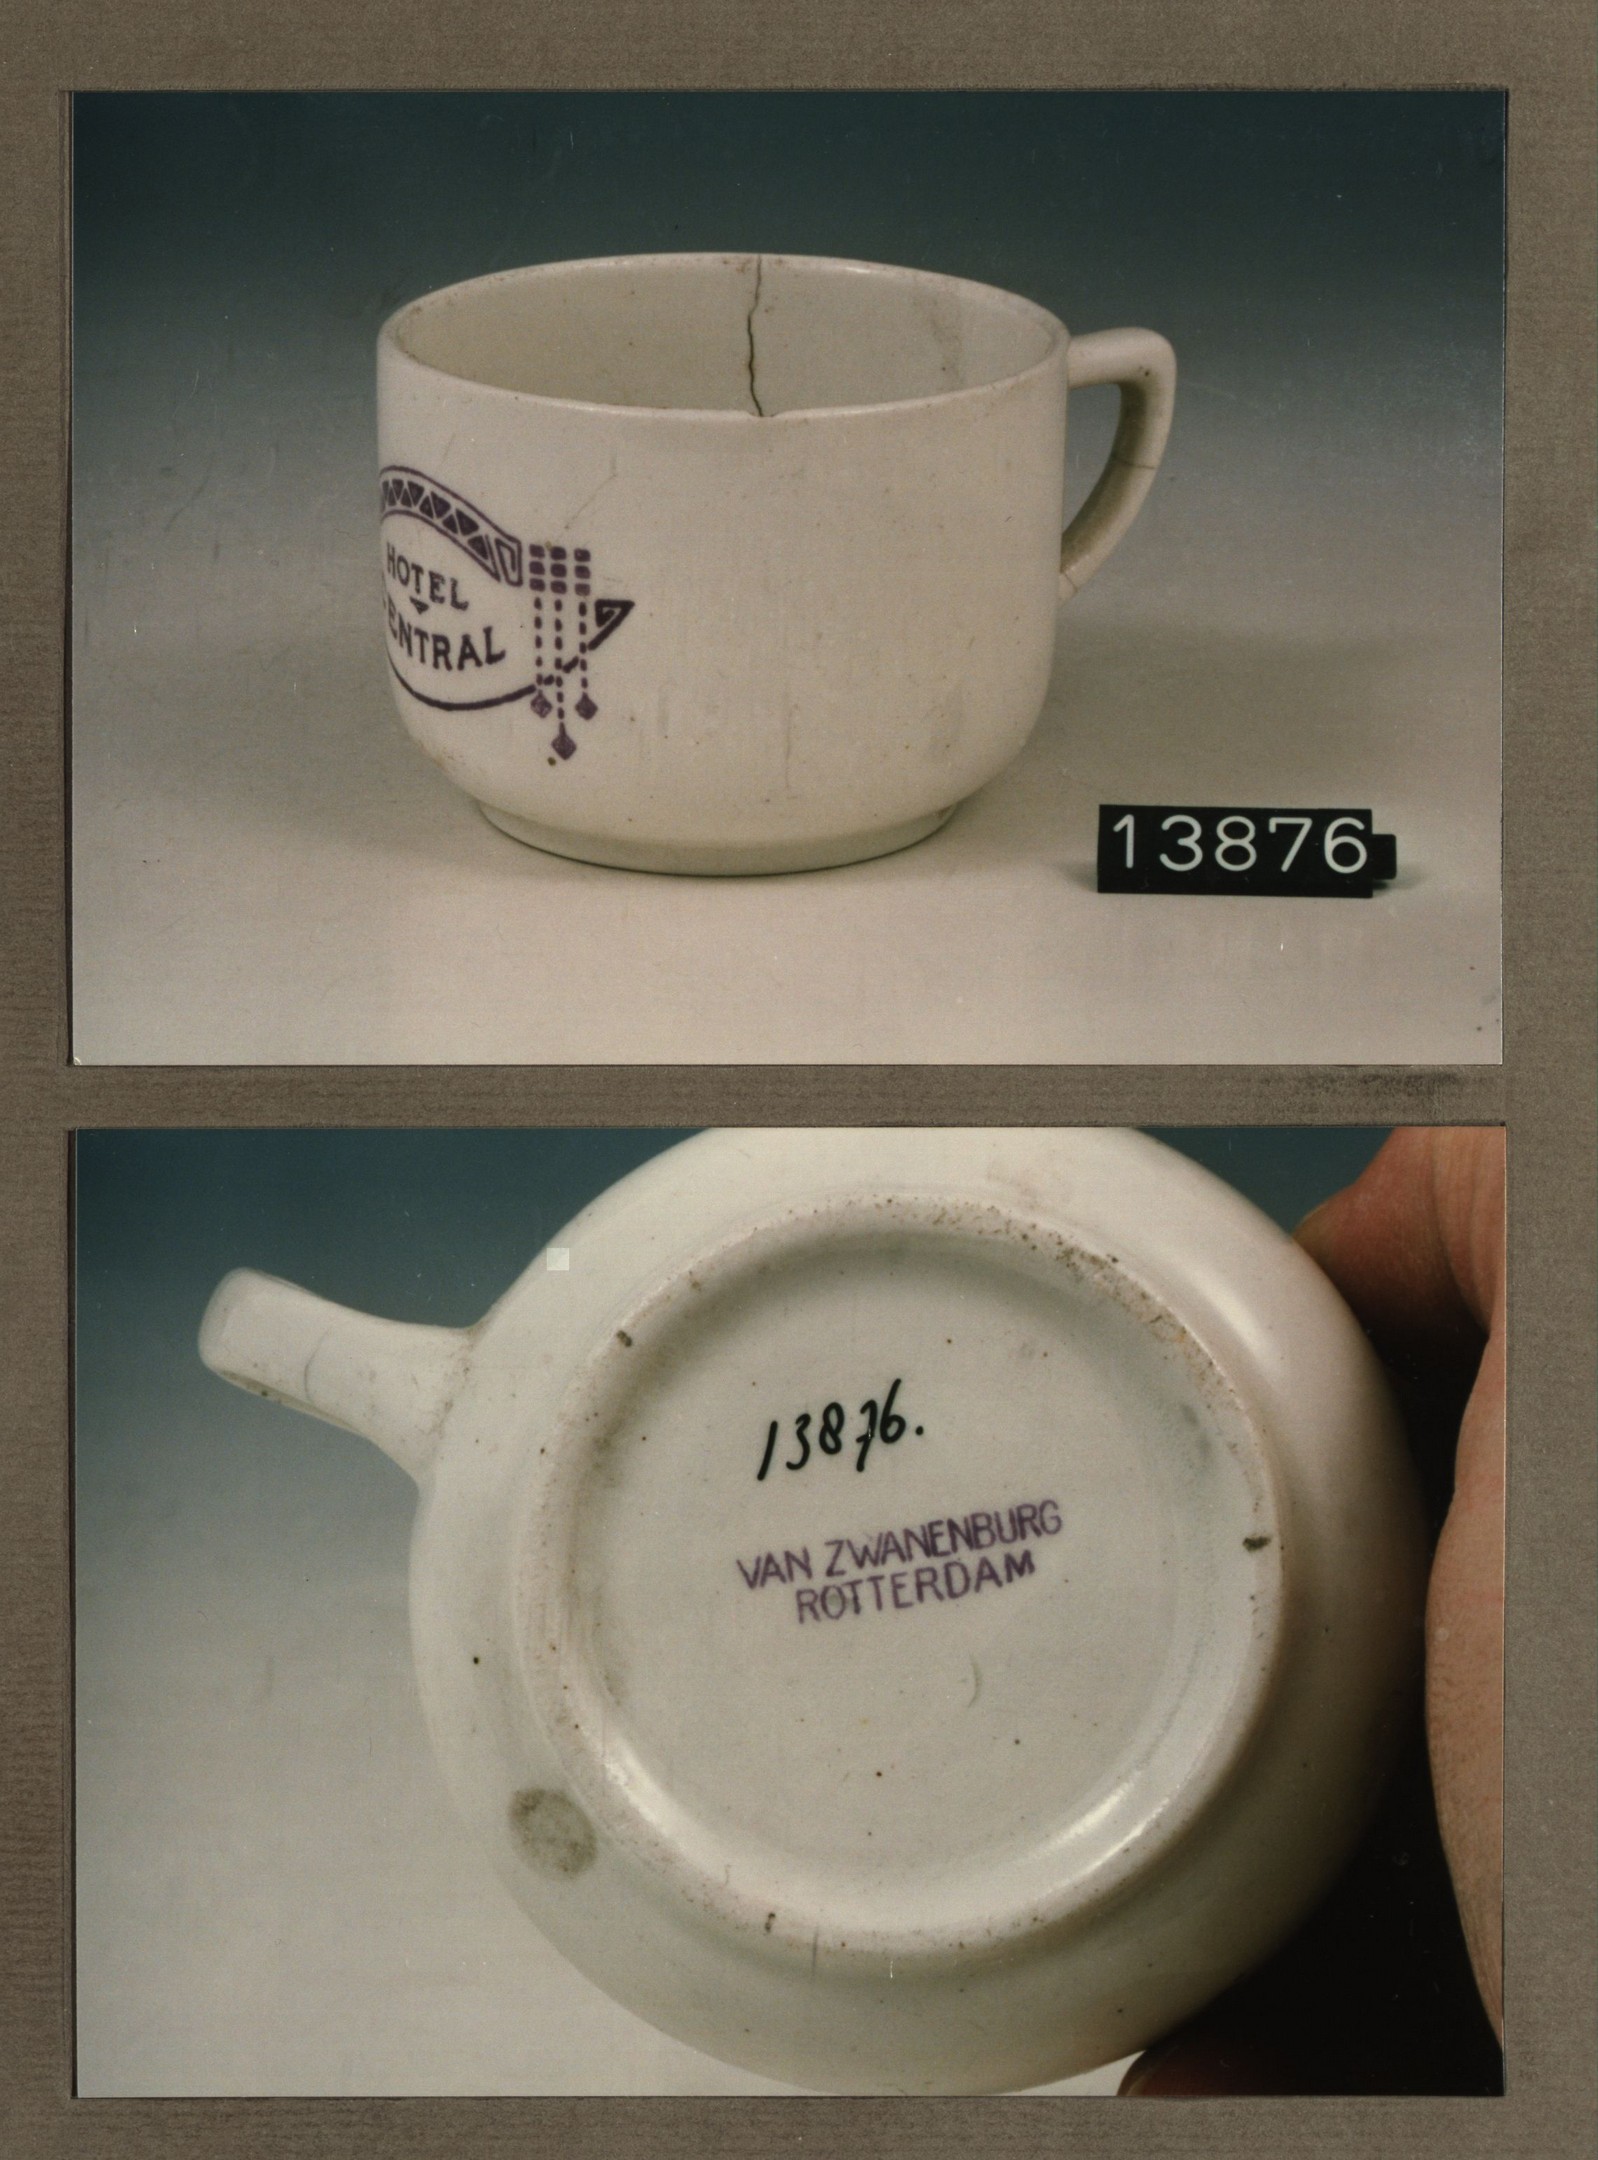 HOTEL
ENTRAL
13876
13876.
VAN ZWANENBURG
ROTTERDAM